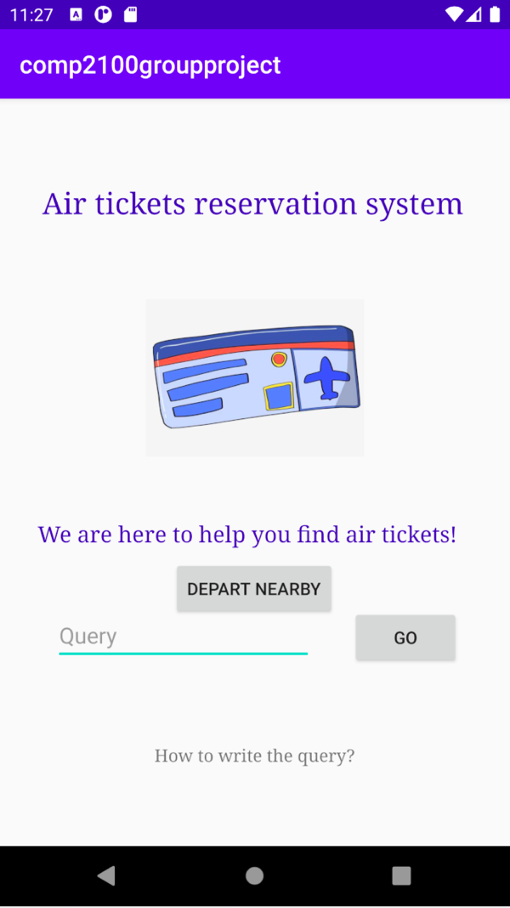 11:27
comp2100groupproject
Air tickets reservation system
We are here to help you find air tickets!
DEPART NEARBY
Query
GO
How to write the query?